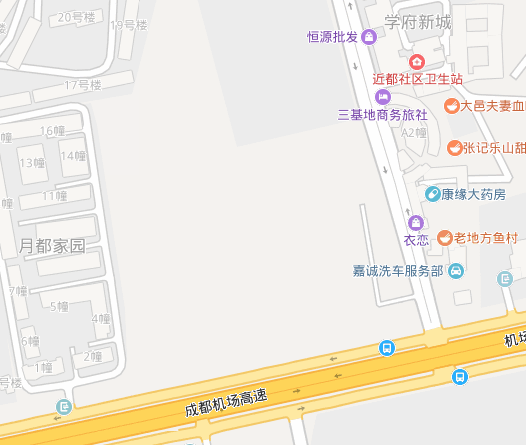 20号楼
19号楼
学府新城
恒源批发
近都社区卫生站
17号楼
三基地商务旅社
大邑夫妻血
16幢
A2幢
张记乐山甜
13幢
14幢
11幢
康缘大药房
衣恋
老地方鱼村
月都家园
嘉诚洗车服务部
7幢
5幢
4幢
6幢
2幢
1幢
号楼
机场
成都机场高速